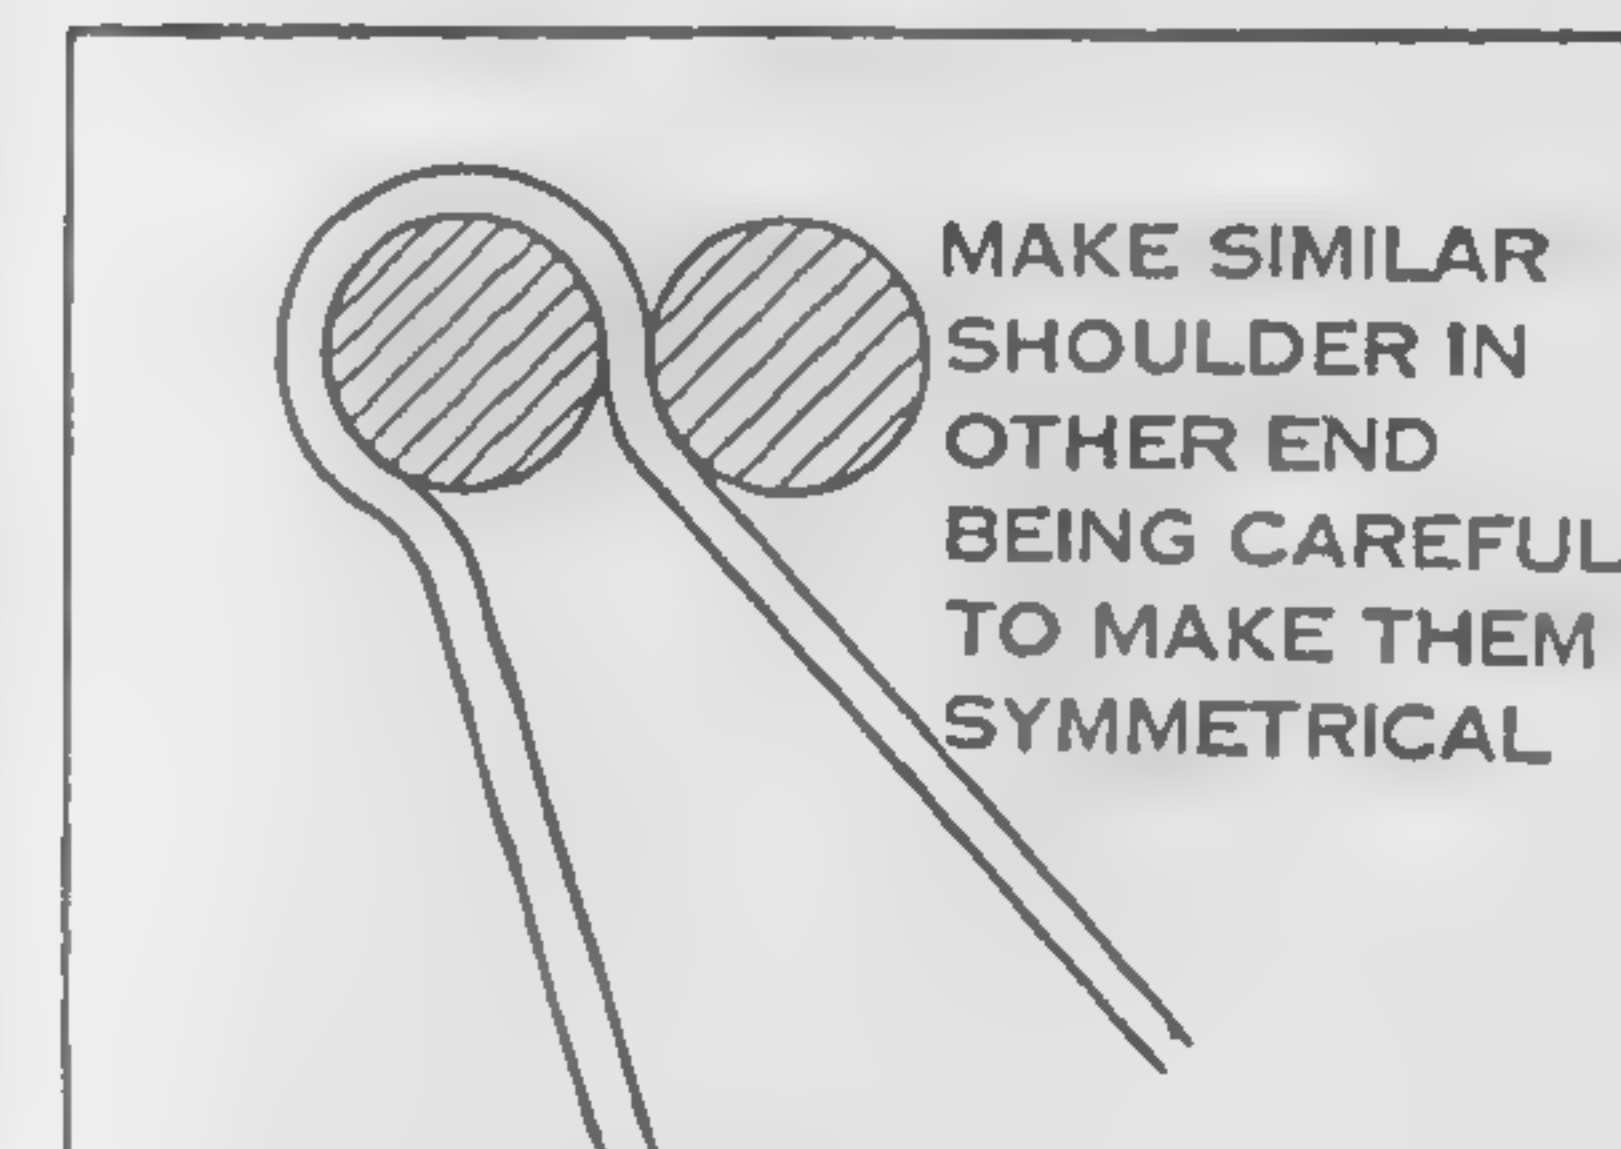 MAKE SIMILAR
SHOULDER IN
OTHER END
BEING CAREFUL
TO MAKE THEM
SYMMETRICAL